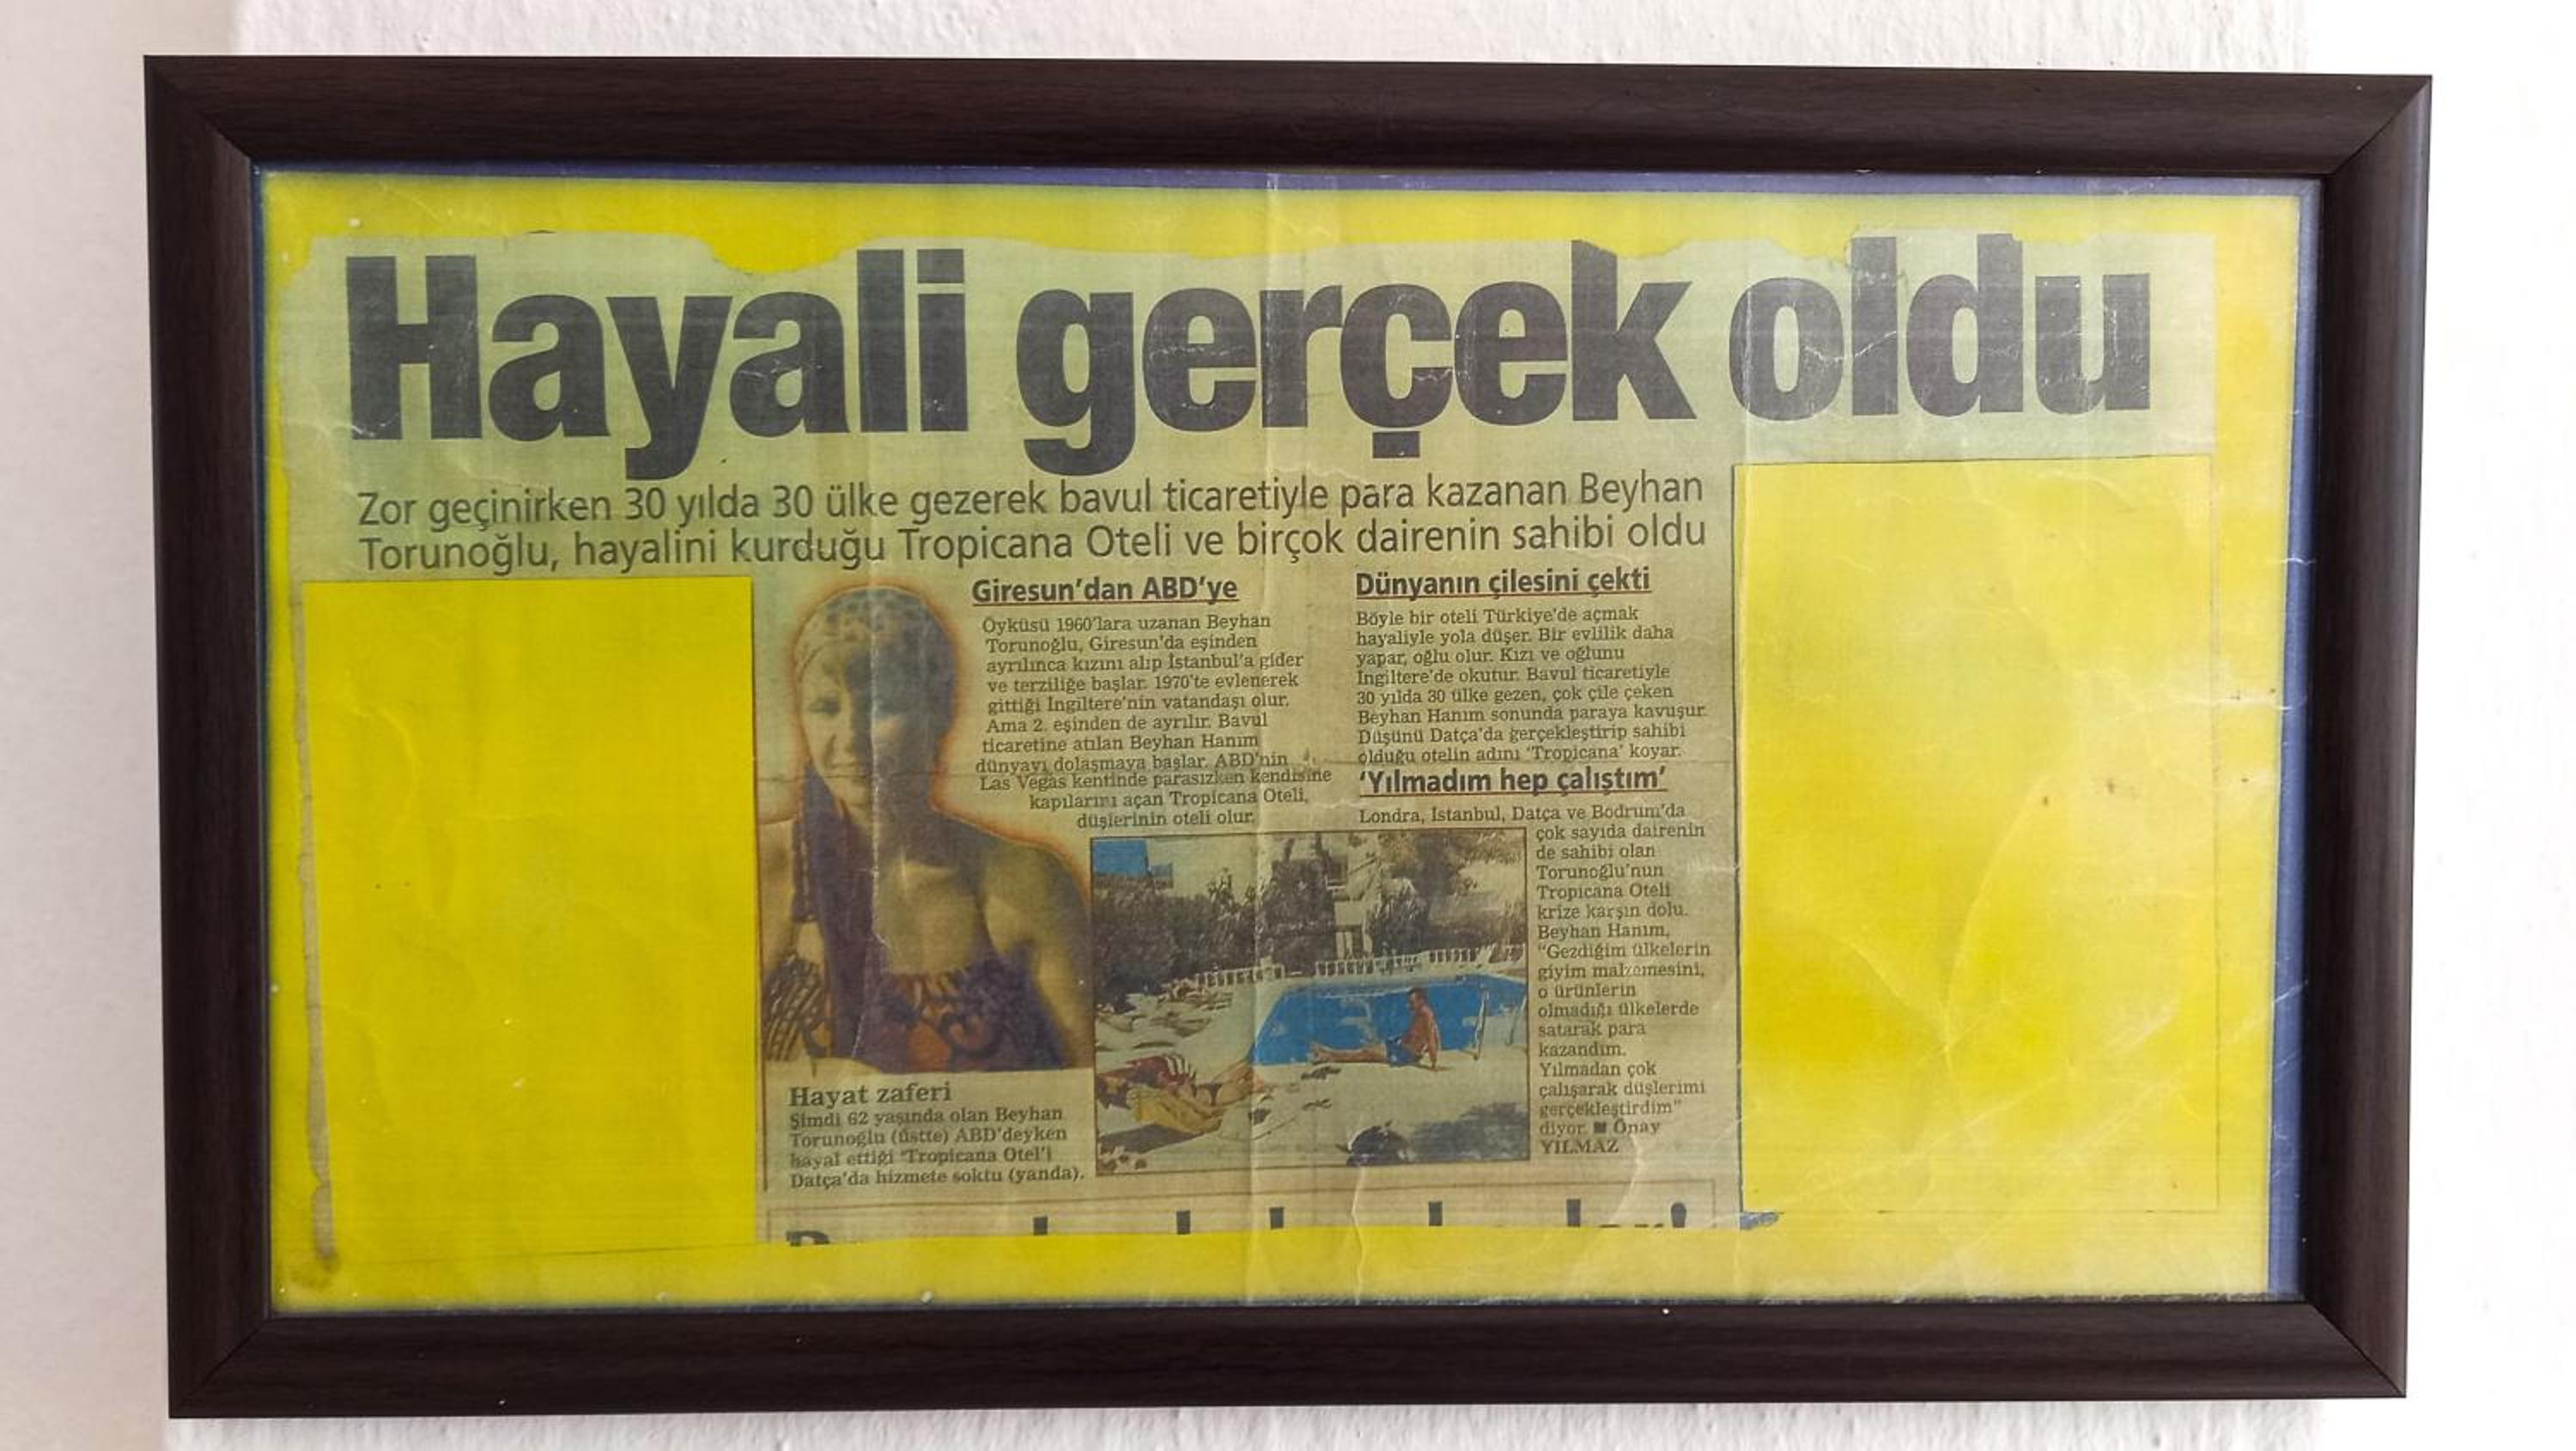 Hayali gerçek oldu
Zor geçinirken 30 yılda 30 ülke gezerek bavul ticaretiyle para kazanan Beyhan
Torunoğlu, hayalini kurduğu Tropicana Oteli ve birçok dairenin sahibi oldu
Giresun'dan ABD'ye
Öyküsü 1960'lara uzanan Beyhan
Torunoğlu, Giresun'da eşinden
ayrılınca kızını alıp İstanbul'a gider
ve terziliğe başlar. 1970'te evlenerek
gittiği İngiltere'nin vatandaşı olur.
Ama 2. eşinden de ayrılır. Bavul
ticaretine atılan Beyhan Hanım
dünyayı dolaşmaya başlar. ABD'nin
Las Vegas kentinde parasızken kendisine
kapılarını açan Tropicana Oteli,
düşlerinin oteli olur.
Dünyanın çilesini çekti
Böyle bir oteli Türkiye'de açmak
hayaliyle yola düşer. Bir evlilik daha
yapar, oğlu olur. Kızı ve oğlunu
İngiltere'de okutur. Bavul ticaretiyle
30 yılda 30 ülke gezen, çok çile çeken
Beyhan Hanım sonunda paraya kavuşur.
Düşünü Datça'da gerçekleştirip sahibi
olduğu otelin adını 'Tropicana' koyar.
'Yılmadım hep çalıştım'
Londra, İstanbul, Datça ve Bodrum'da
çok sayıda dairenin
de sahibi olan
Torunoğlu'nun
Tropicana Oteli
krize karşın dolu.
Beyhan Hanım,
"Gezdiğim ülkelerin
giyim malzemesini,
o ürünlerin
olmadığı ülkelerde
satarak para
kazandım.
Yılmadan çok
çalışarak düşlerimi
gerçekleştirdim"
diyor. ■ Önay
YILMAZ
Hayat zaferi
Şimdi 62 yaşında olan Beyhan
Torunoğlu (üstte) ABD'deyken
hayal ettiği 'Tropicana Otel'i
Datça'da hizmete soktu (yanda).